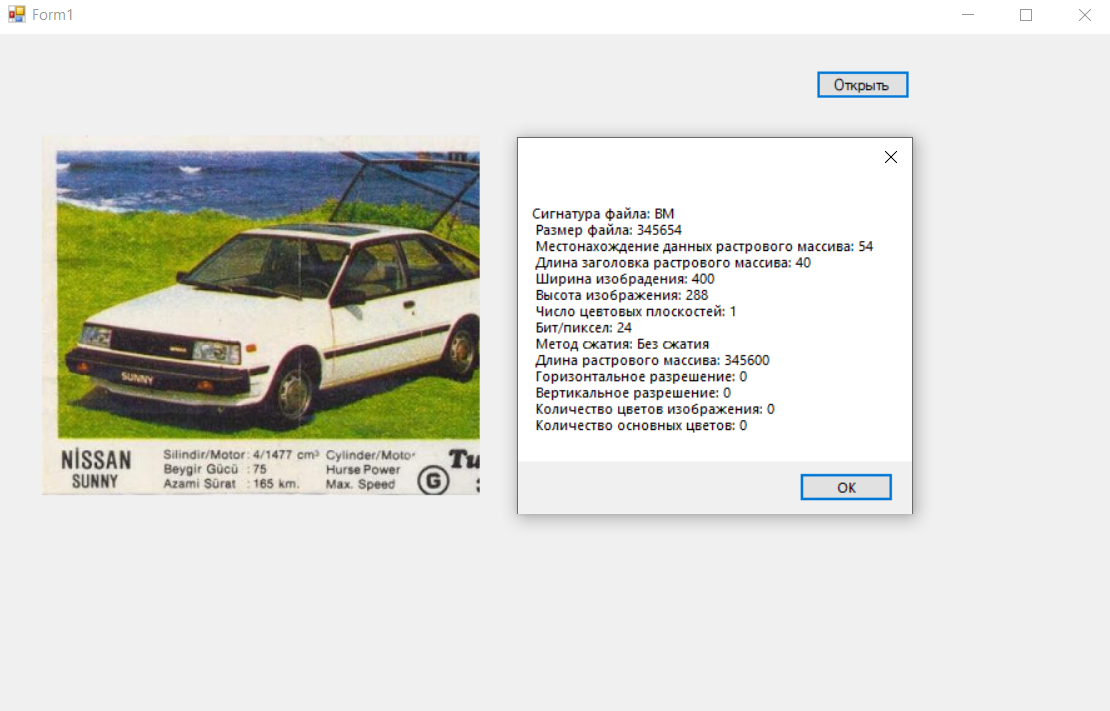 Form1
Открыть
SUNNY
NİSSAN
SUNNY
Silindir/Motor: 4/1477 cm³ Cylinder/Motor
Beygir Gücü : 75 Hurse Power
Azami Sürat : 165 km. Max. Speed
G
Tu
Сигнатура файла: BM
Размер файла: 345654
Местонахождение данных растрового массива: 54
Длина заголовка растрового массива: 40
Ширина изобрадения: 400
Высота изображения: 288
Число цевтовых плоскостей: 1
Бит/пиксел: 24
Метод сжатия: Без сжатия
Длина растрового массива: 345600
Горизонтальное разрешение: 0
Вертикальное разрешение: 0
Количество цветов изображения: 0
Количество основных цветов: 0
OK